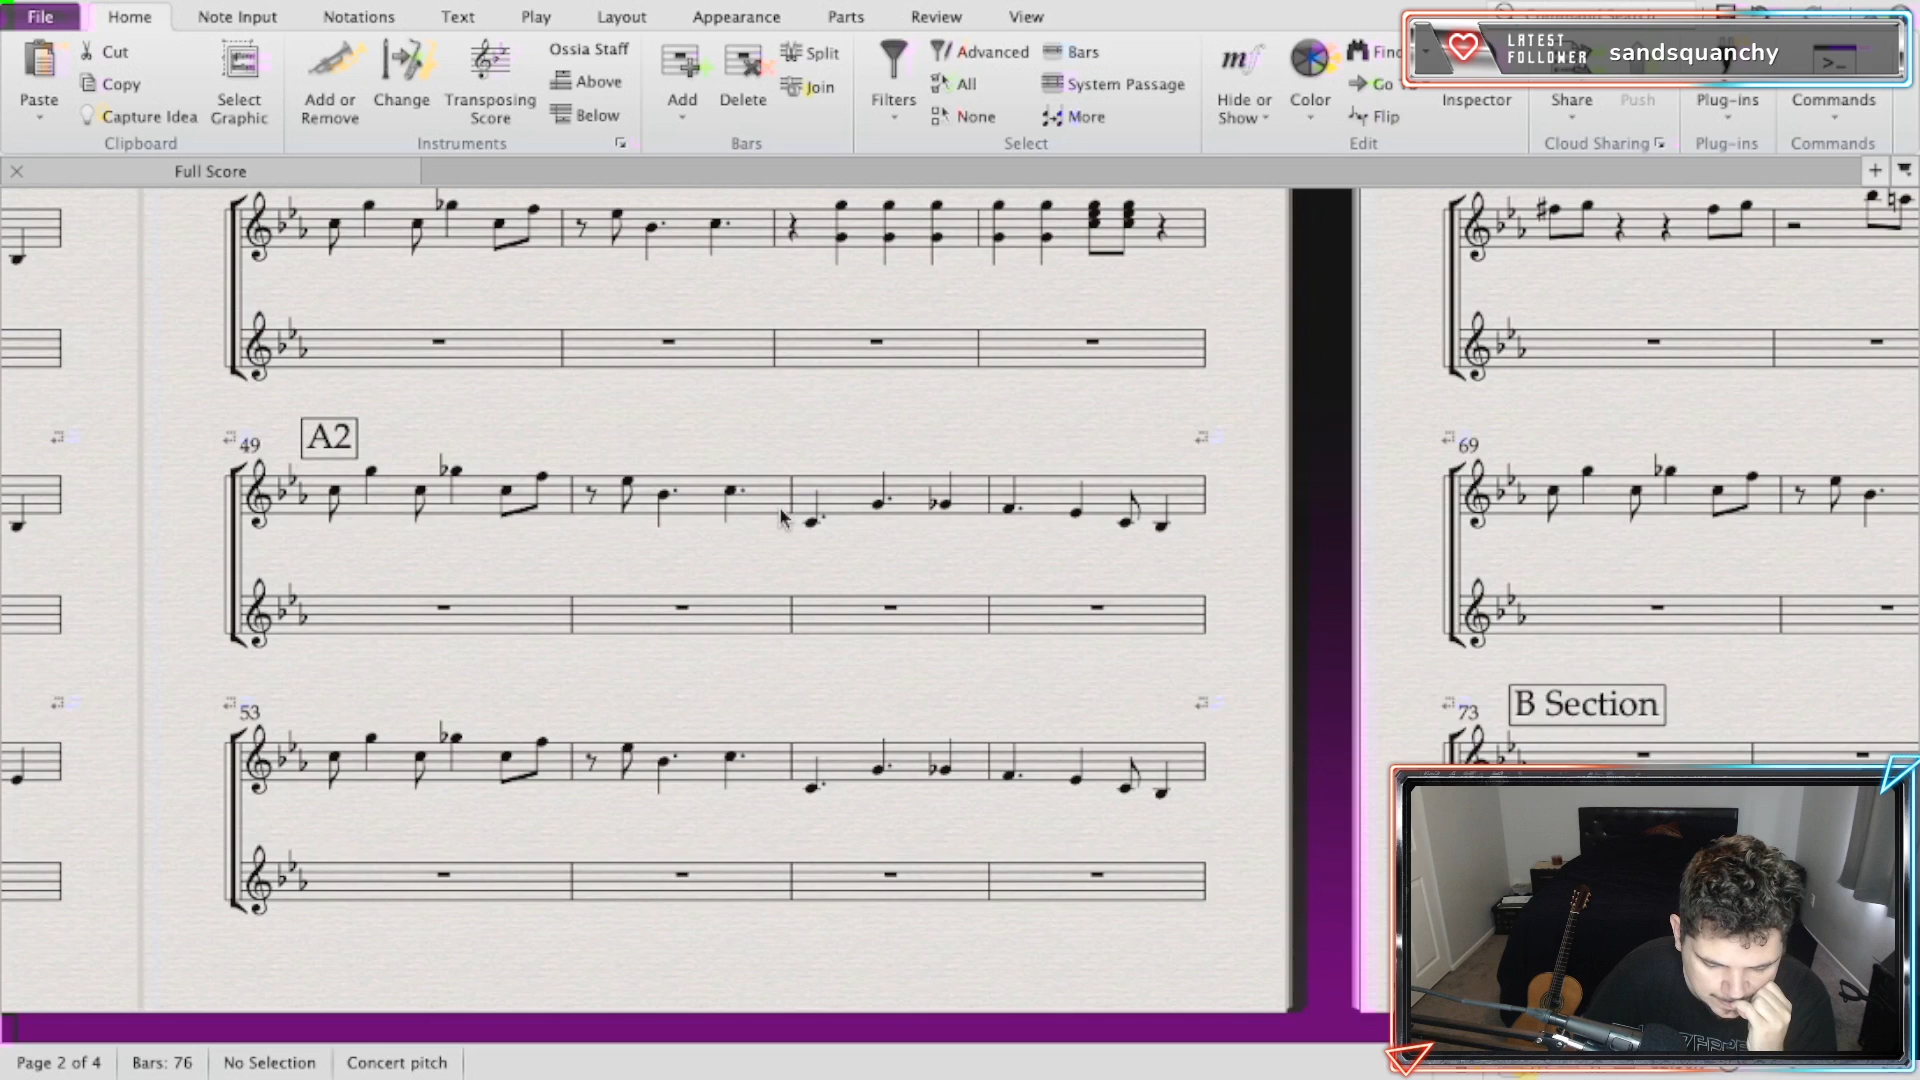 File Home Note Input Notations Text Play Layout Appearance Parts Review View
Paste Cut Copy Capture Idea Select Graphic Clipboard
Add or Remove Change Transposing Score Ossia Staff Above Below Instruments
Add Delete Split Join Bars
Filters Advanced All None Bars System Passage More Select
Hide or Show Color Find Go To Flip Edit
Inspector
Share Push Cloud Sharing
Plug-ins Plug-ins
Commands Commands
LATEST FOLLOWER sandsquanchy
Full Score
49 A2
69
53
73 B Section
Page 2 of 4 Bars: 76 No Selection Concert pitch